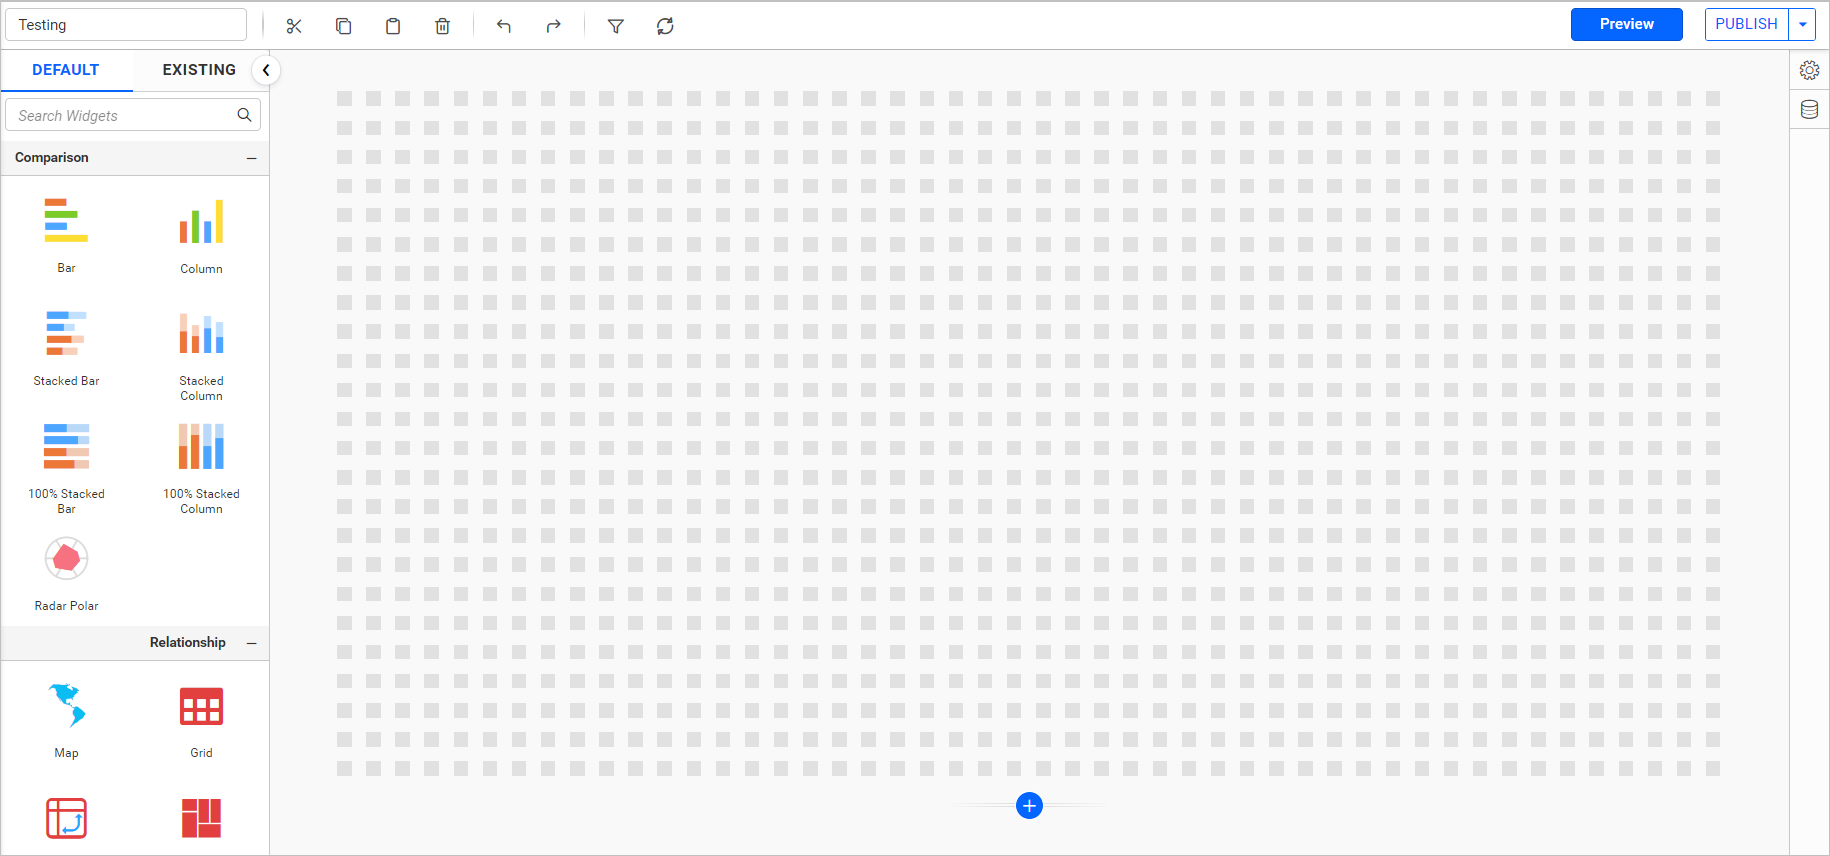 Testing
Preview
PUBLISH
DEFAULT
EXISTING
Search Widgets
Comparison
Bar
Column
Stacked Bar
Stacked
Column
100% Stacked
Bar
100% Stacked
Column
Radar Polar
Relationship
Map
Grid